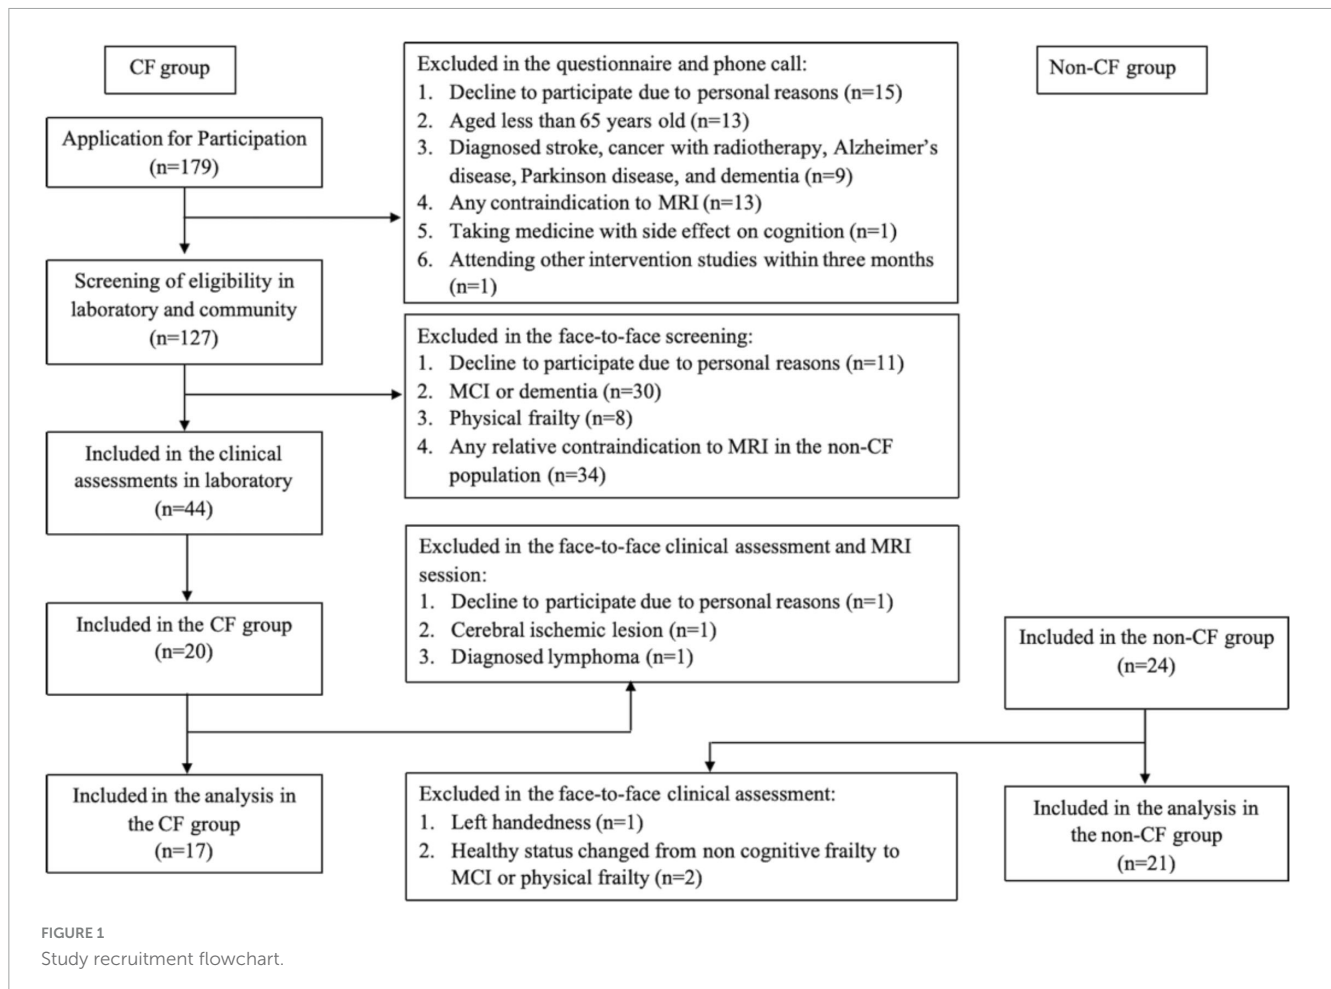 CF group
Non-CF group
Application for Participation
(n=179)
Excluded in the questionnaire and phone call:
1. Decline to participate due to personal reasons (n=15)
2. Aged less than 65 years old (n=13)
3. Diagnosed stroke, cancer with radiotherapy, Alzheimer's
disease, Parkinson disease, and dementia (n=9)
4. Any contraindication to MRI (n=13)
5. Taking medicine with side effect on cognition (n=1)
6. Attending other intervention studies within three months
(n=1)
Screening of eligibility in
laboratory and community
(n=127)
Excluded in the face-to-face screening:
1. Decline to participate due to personal reasons (n=11)
2. MCI or dementia (n=30)
3. Physical frailty (n=8)
4. Any relative contraindication to MRI in the non-CF
population (n=34)
Included in the clinical
assessments in laboratory
(n=44)
Excluded in the face-to-face clinical assessment and MRI
session:
1. Decline to participate due to personal reasons (n=1)
2. Cerebral ischemic lesion (n=1)
3. Diagnosed lymphoma (n=1)
Included in the CF group
(n=20)
Included in the non-CF group
(n=24)
Included in the analysis in
the CF group
(n=17)
Excluded in the face-to-face clinical assessment:
1. Left handedness (n=1)
2. Healthy status changed from non cognitive frailty to
MCI or physical frailty (n=2)
Included in the analysis in
the non-CF group
(n=21)
FIGURE 1
Study recruitment flowchart.